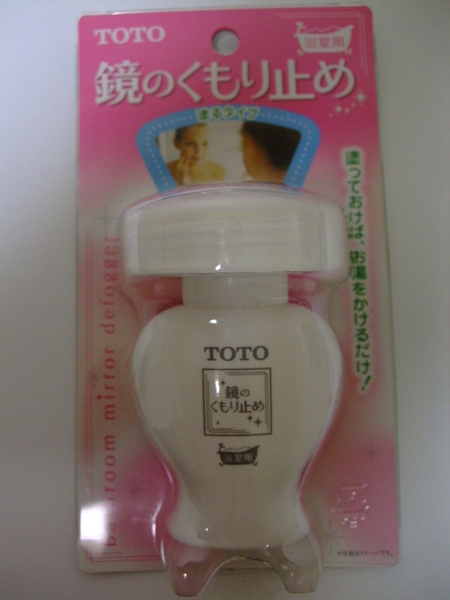 TOTO
浴室用
鏡のくもり止め
塗るタイプ
塗っておけば、お湯をかけるだけ!
bathroom mirror defogger
TOTO
鏡の
くもり止め
浴室用